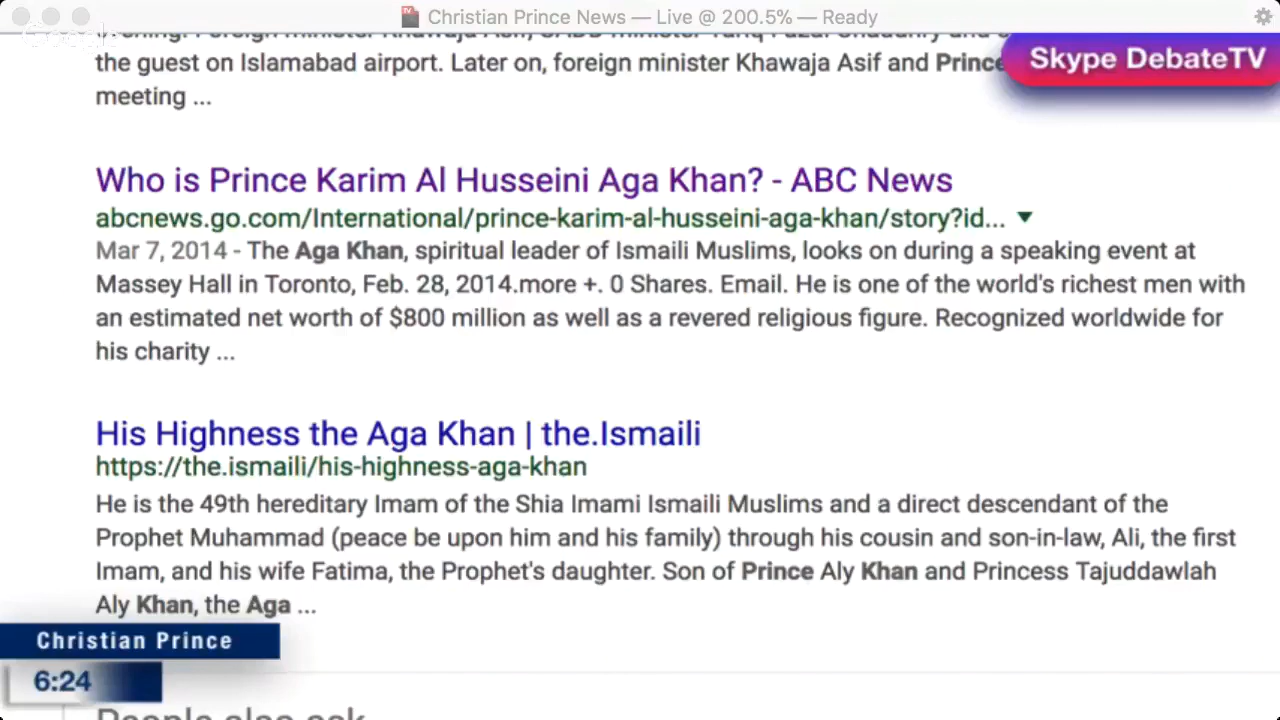 Christian Prince News — Live @ 200.5% — Ready
Google
Skype DebateTV
the guest on Islamabad airport. Later on, foreign minister Khawaja Asif and Prince
meeting ...
Who is Prince Karim Al Husseini Aga Khan? - ABC News
abcnews.go.com/International/prince-karim-al-husseini-aga-khan/story?id...
Mar 7, 2014 - The Aga Khan, spiritual leader of Ismaili Muslims, looks on during a speaking event at
Massey Hall in Toronto, Feb. 28, 2014.more +. 0 Shares. Email. He is one of the world's richest men with
an estimated net worth of $800 million as well as a revered religious figure. Recognized worldwide for
his charity ...
His Highness the Aga Khan | the.Ismaili
https://the.ismaili/his-highness-aga-khan
He is the 49th hereditary Imam of the Shia Imami Ismaili Muslims and a direct descendant of the
Prophet Muhammad (peace be upon him and his family) through his cousin and son-in-law, Ali, the first
Imam, and his wife Fatima, the Prophet's daughter. Son of Prince Aly Khan and Princess Tajuddawlah
Aly Khan, the Aga ...
Christian Prince
6:24
People also ask